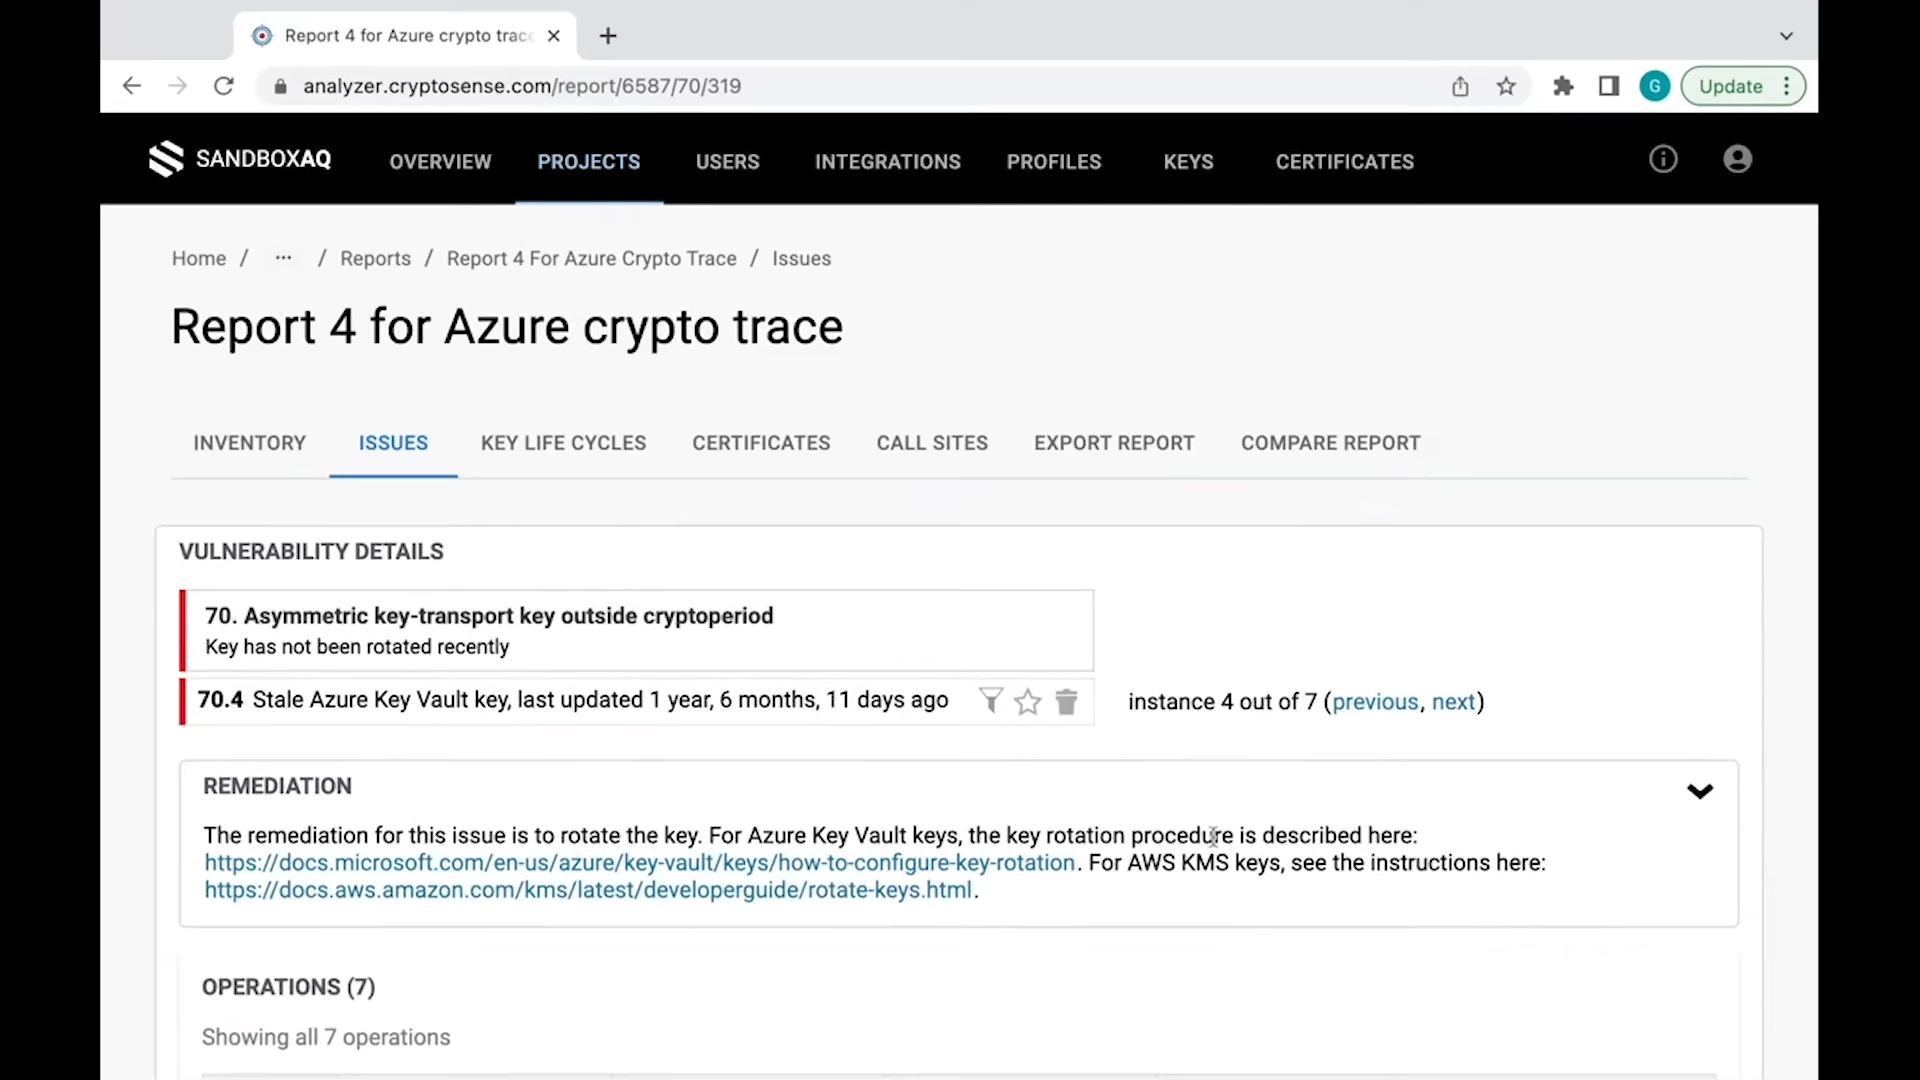 Report 4 for Azure crypto trac
analyzer.cryptosense.com/report/6587/70/319
G
Update
SANDBOXAQ
OVERVIEW
PROJECTS
USERS
INTEGRATIONS
PROFILES
KEYS
CERTIFICATES
Home / ... / Reports / Report 4 For Azure Crypto Trace / Issues
Report 4 for Azure crypto trace
INVENTORY
ISSUES
KEY LIFE CYCLES
CERTIFICATES
CALL SITES
EXPORT REPORT
COMPARE REPORT
VULNERABILITY DETAILS
70. Asymmetric key-transport key outside cryptoperiod
Key has not been rotated recently
70.4 Stale Azure Key Vault key, last updated 1 year, 6 months, 11 days ago
instance 4 out of 7 (previous, next)
REMEDIATION
The remediation for this issue is to rotate the key. For Azure Key Vault keys, the key rotation procedure is described here:
https://docs.microsoft.com/en-us/azure/key-vault/keys/how-to-configure-key-rotation. For AWS KMS keys, see the instructions here:
https://docs.aws.amazon.com/kms/latest/developerguide/rotate-keys.html.
OPERATIONS (7)
Showing all 7 operations